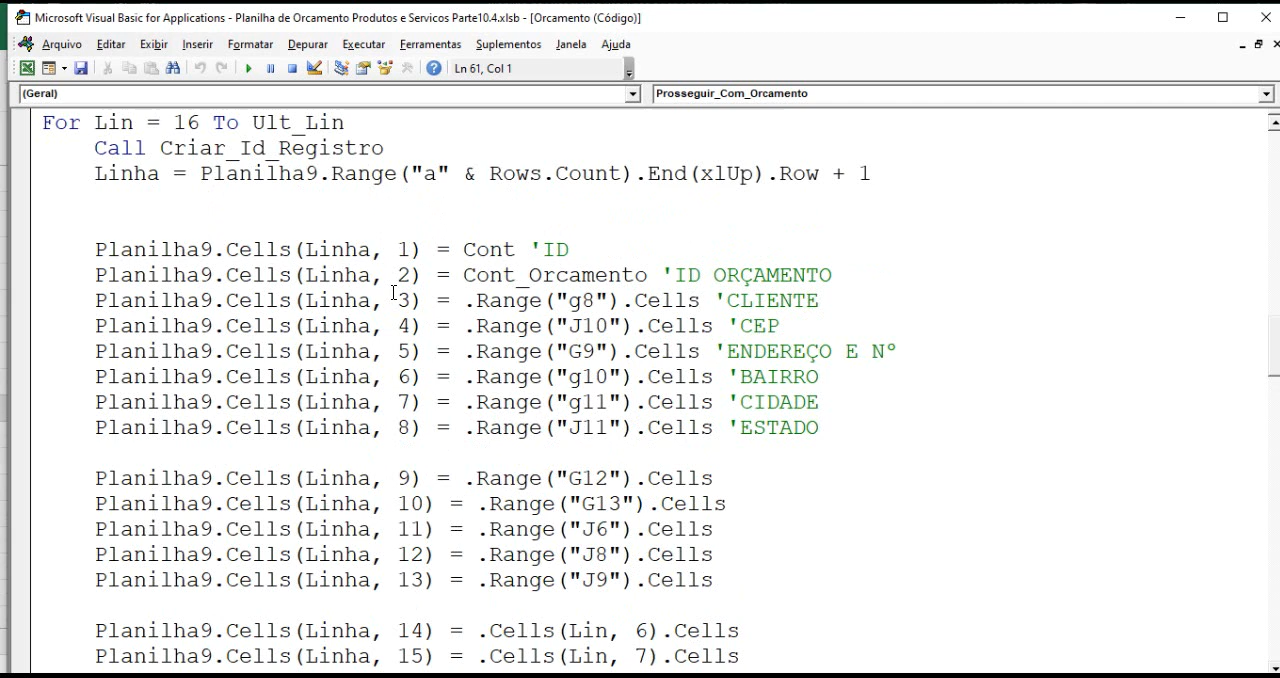 Microsoft Visual Basic for Applications - Planilha de Orcamento Produtos e Servicos Parte10.4.xlsb - [Orcamento (Código)]
Arquivo Editar Exibir Inserir Formatar Depurar Executar Ferramentas Suplementos Janela Ajuda
Ln 61, Col 1
(Geral) Prosseguir_Com_Orcamento
For Lin = 16 To Ult_Lin
Call Criar_Id_Registro
Linha = Planilha9.Range("a" & Rows.Count).End(xlUp).Row + 1
Planilha9.Cells(Linha, 1) = Cont 'ID
Planilha9.Cells(Linha, 2) = Cont_Orcamento 'ID ORÇAMENTO
Planilha9.Cells(Linha, 3) = .Range("g8").Cells 'CLIENTE
Planilha9.Cells(Linha, 4) = .Range("J10").Cells 'CEP
Planilha9.Cells(Linha, 5) = .Range("G9").Cells 'ENDEREÇO E Nº
Planilha9.Cells(Linha, 6) = .Range("g10").Cells 'BAIRRO
Planilha9.Cells(Linha, 7) = .Range("g11").Cells 'CIDADE
Planilha9.Cells(Linha, 8) = .Range("J11").Cells 'ESTADO
Planilha9.Cells(Linha, 9) = .Range("G12").Cells
Planilha9.Cells(Linha, 10) = .Range("G13").Cells
Planilha9.Cells(Linha, 11) = .Range("J6").Cells
Planilha9.Cells(Linha, 12) = .Range("J8").Cells
Planilha9.Cells(Linha, 13) = .Range("J9").Cells
Planilha9.Cells(Linha, 14) = .Cells(Lin, 6).Cells
Planilha9.Cells(Linha, 15) = .Cells(Lin, 7).Cells